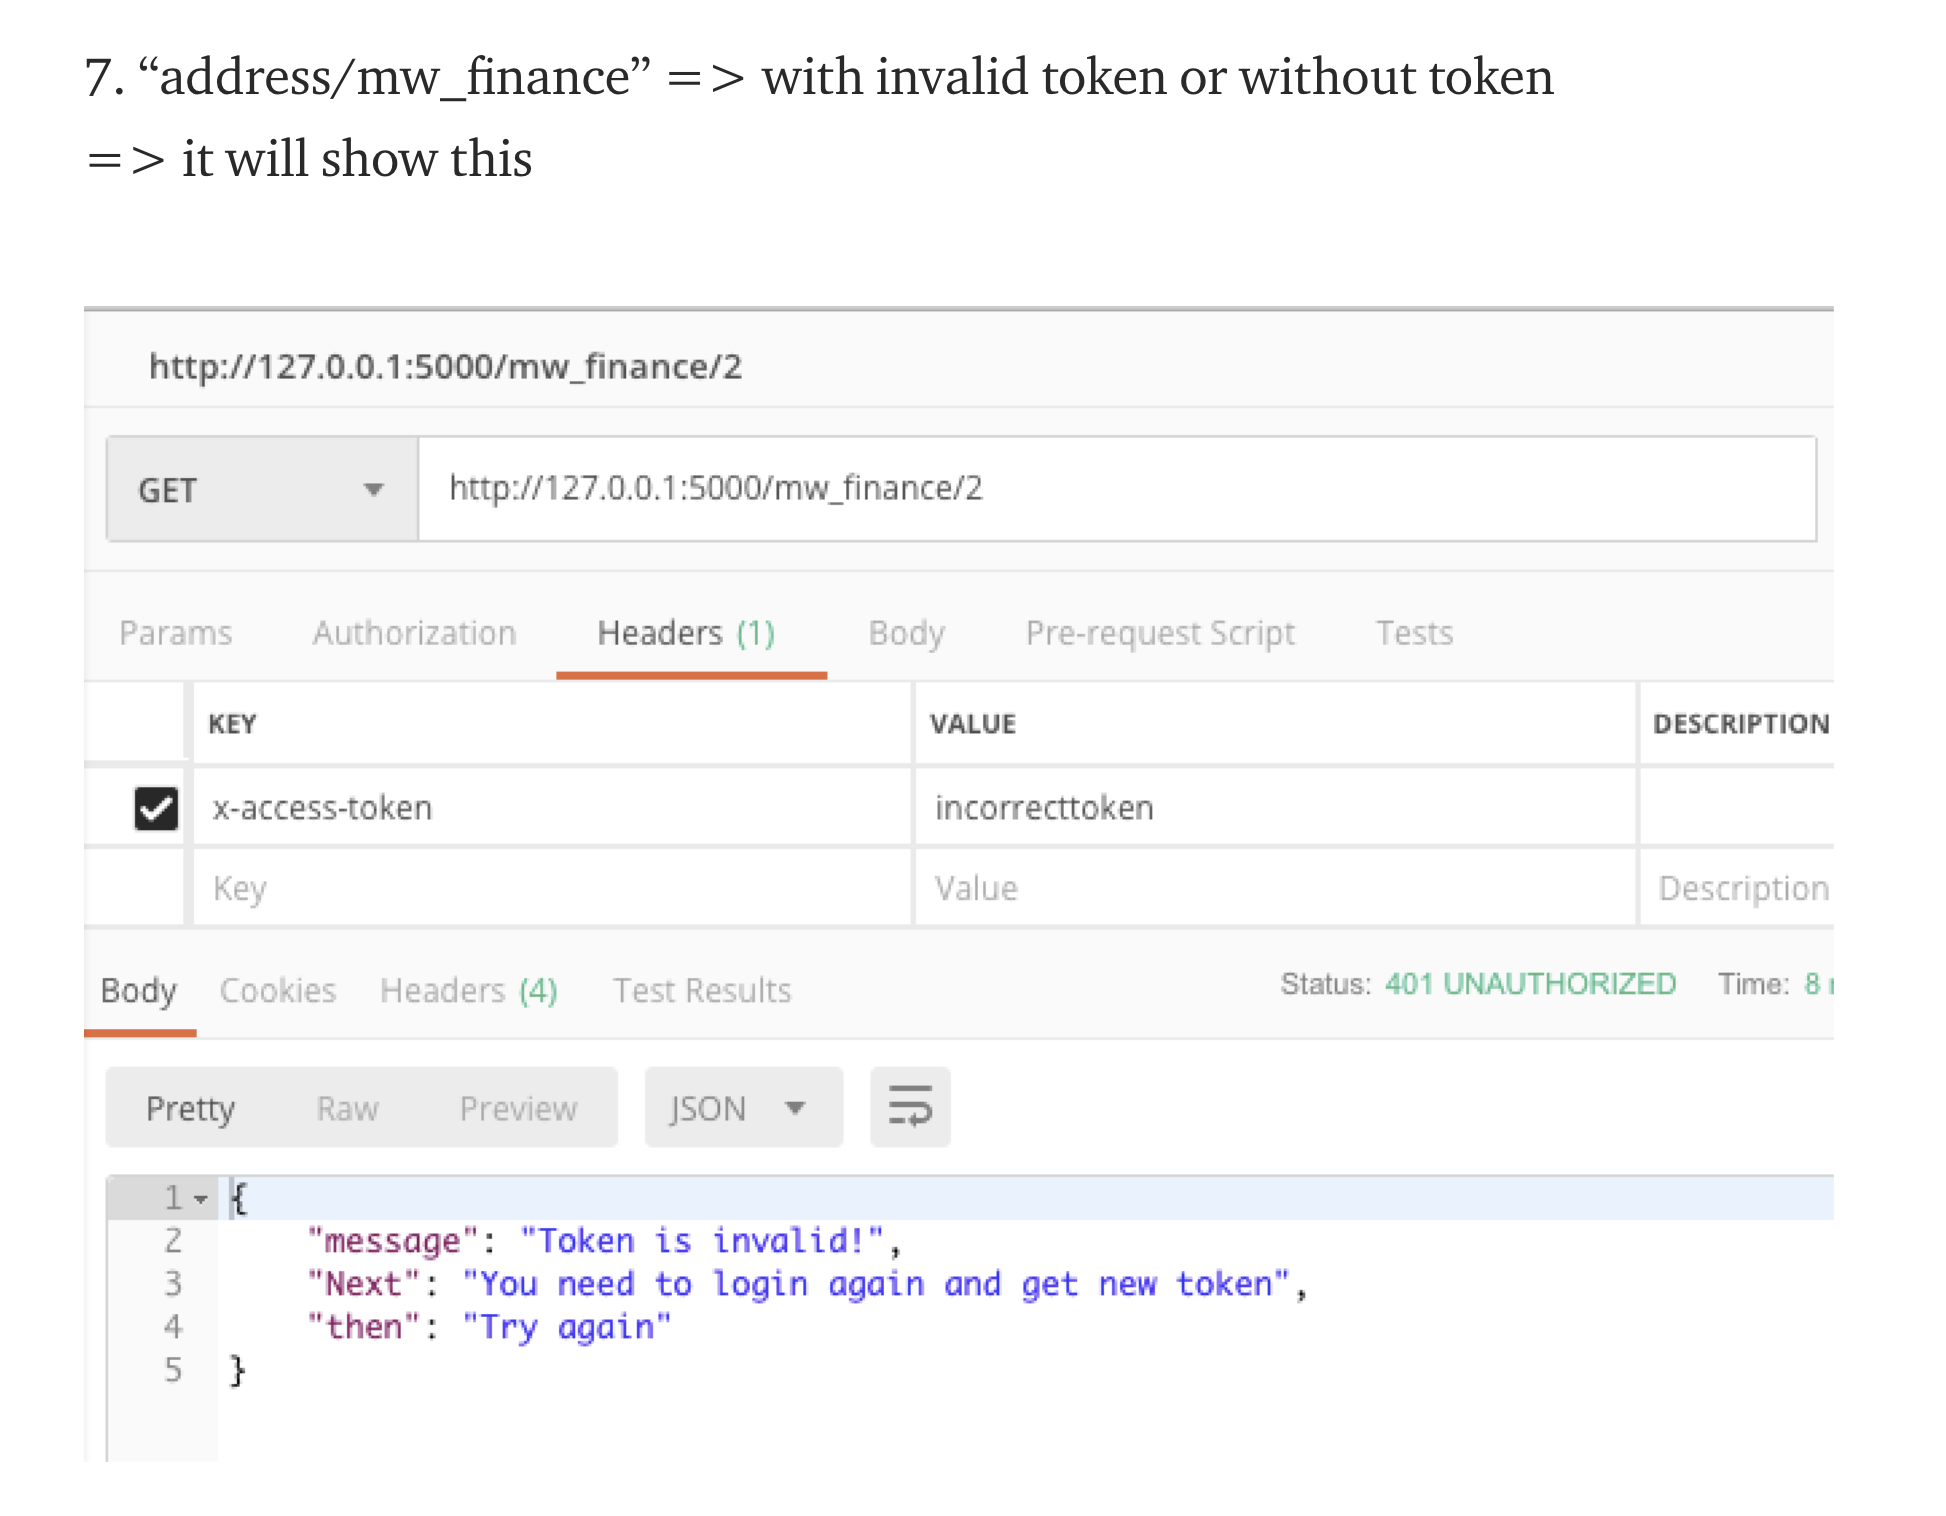 7. “address/mw_finance” => with invalid token or without token
=> it will show this
http://127.0.0.1:5000/mw_finance/2
GET http://127.0.0.1:5000/mw_finance/2
Params Authorization Headers (1) Body Pre-request Script Tests
KEY VALUE DESCRIPTION
x-access-token incorrecttoken
Key Value Description
Body Cookies Headers (4) Test Results Status: 401 UNAUTHORIZED Time: 8
Pretty Raw Preview JSON
1 {
2 "message": "Token is invalid!",
3 "Next": "You need to login again and get new token",
4 "then": "Try again"
5 }